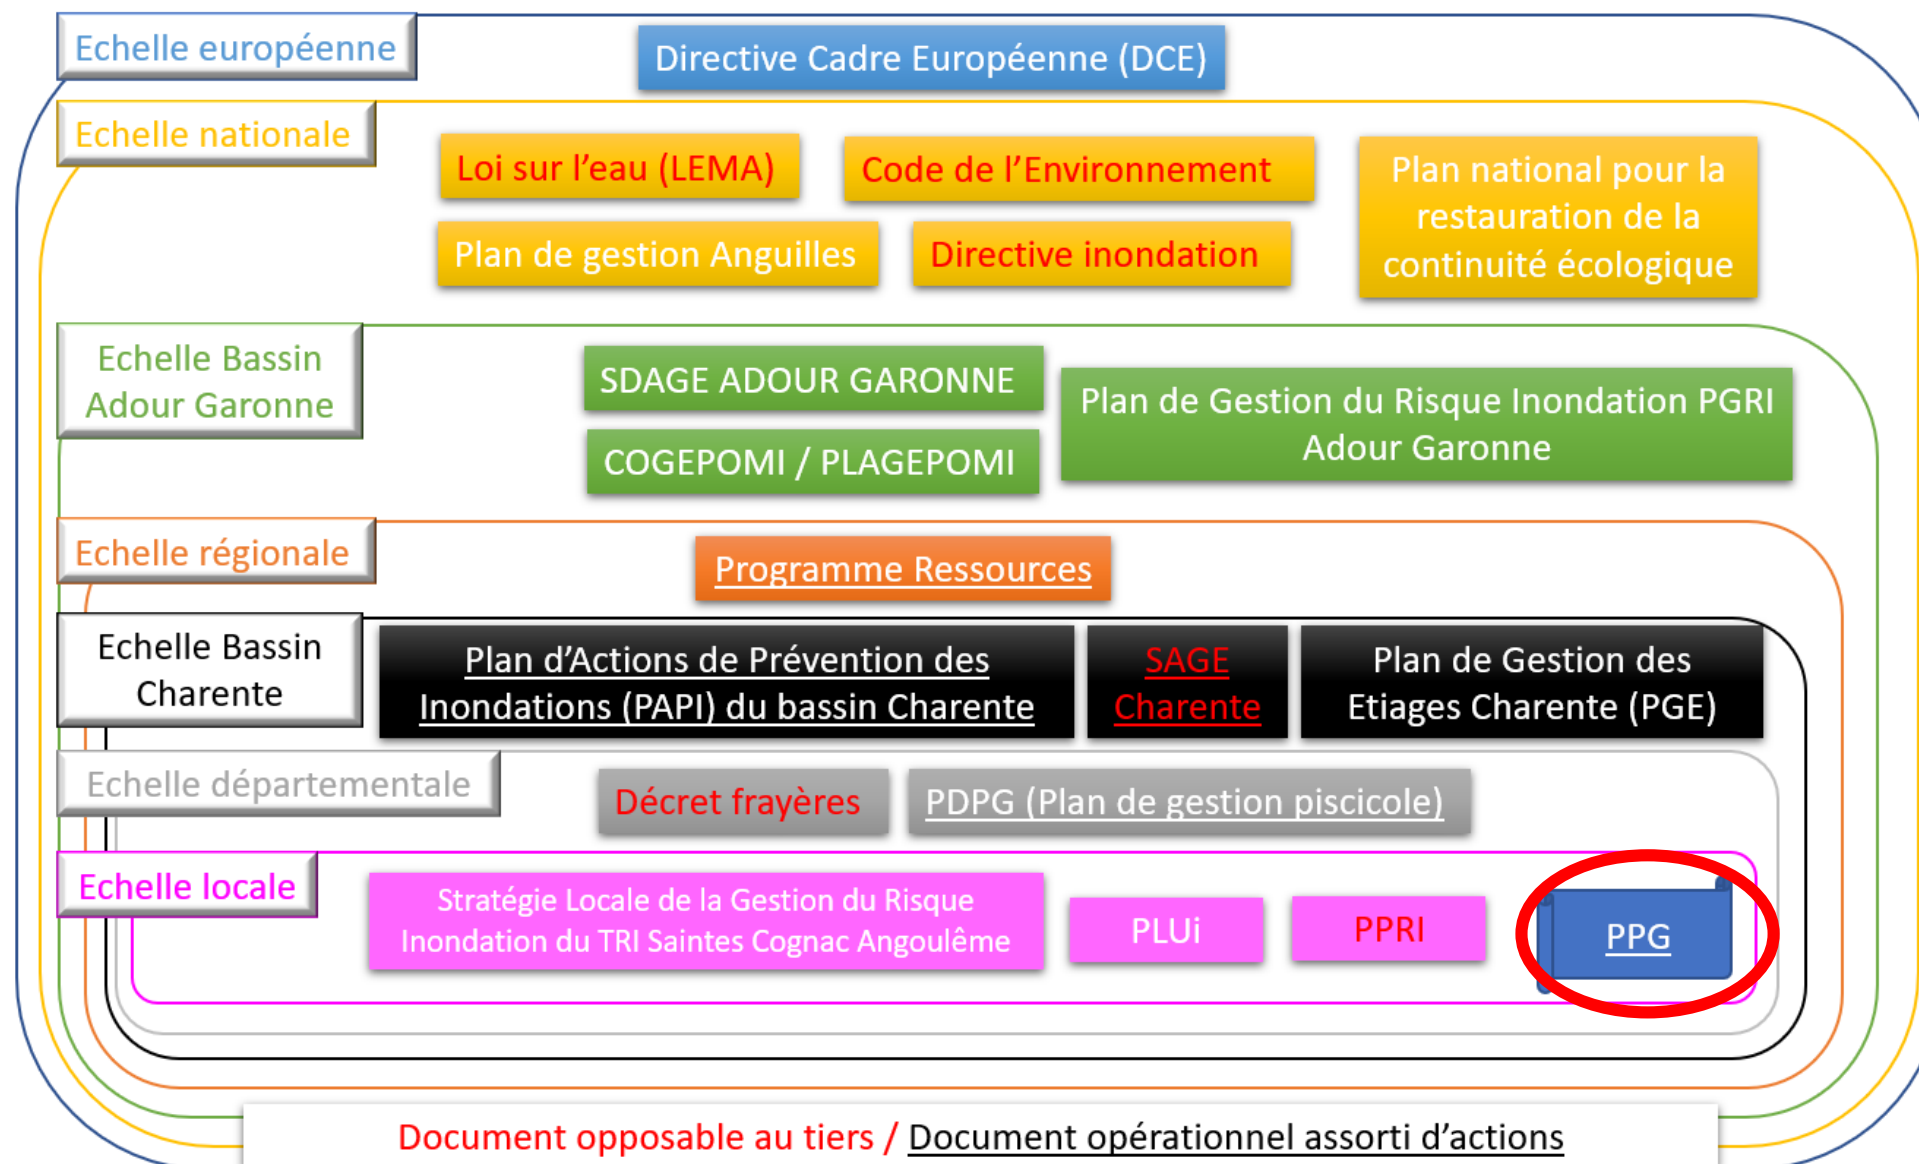 Echelle européenne
Directive Cadre Européenne (DCE)
Echelle nationale
Loi sur l’eau (LEMA)
Code de l’Environnement
Plan national pour la
restauration de la
continuité écologique
Plan de gestion Anguilles
Directive inondation
Echelle Bassin
Adour Garonne
SDAGE ADOUR GARONNE
COGEPOMI / PLAGEPOMI
Plan de Gestion du Risque Inondation PGRI
Adour Garonne
Echelle régionale
Programme Ressources
Echelle Bassin
Charente
Plan d’Actions de Prévention des
Inondations (PAPI) du bassin Charente
SAGE
Charente
Plan de Gestion des
Etiages Charente (PGE)
Echelle départementale
Décret frayères
PDPG (Plan de gestion piscicole)
Echelle locale
Stratégie Locale de la Gestion du Risque
Inondation du TRI Saintes Cognac Angoulême
PLUi
PPRI
PPG
Document opposable au tiers / Document opérationnel assorti d’actions